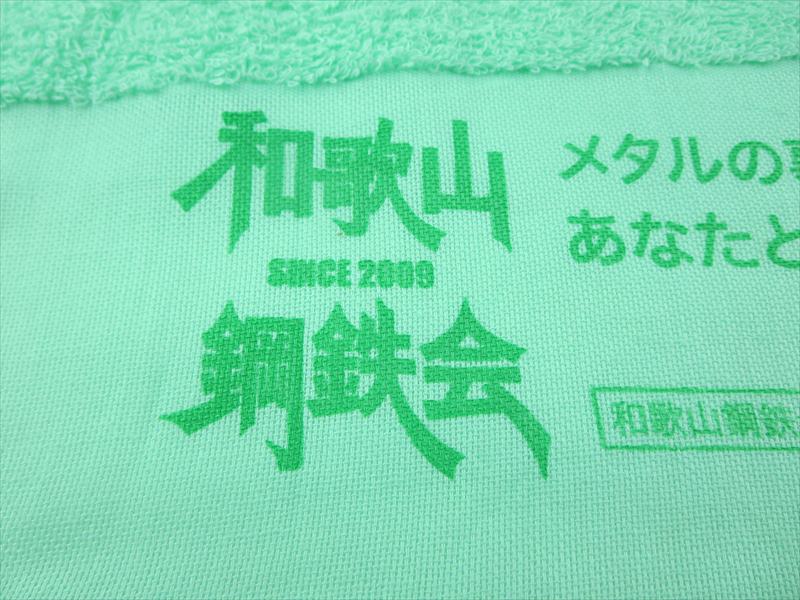 和歌山
SINCE 2009
鋼鉄会
メタルの
あなたと
和歌山鋼鉄